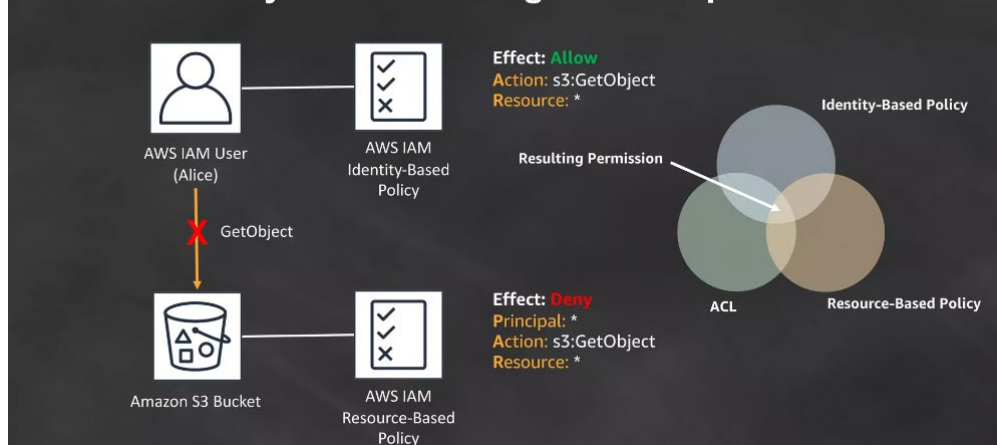 AWS IAM User
(Alice)
AWS IAM
Identity-Based
Policy
Effect: Allow
Action: s3:GetObject
Resource: *
Identity-Based Policy
Resulting Permission
GetObject
ACL
Resource-Based Policy
Amazon S3 Bucket
AWS IAM
Resource-Based
Policy
Effect: Deny
Principal: *
Action: s3:GetObject
Resource: *